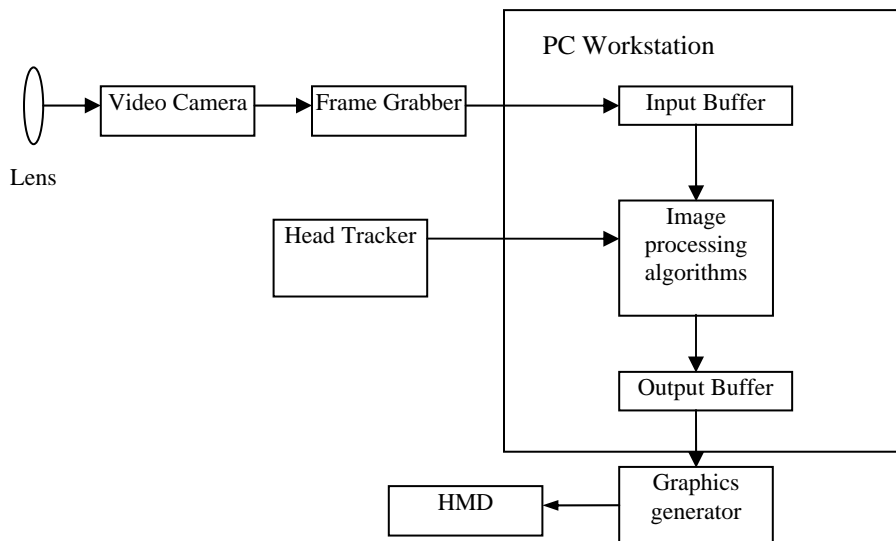 PC Workstation
Video Camera
Frame Grabber
Input Buffer
Lens
Head Tracker
Image
processing
algorithms
Output Buffer
HMD
Graphics
generator